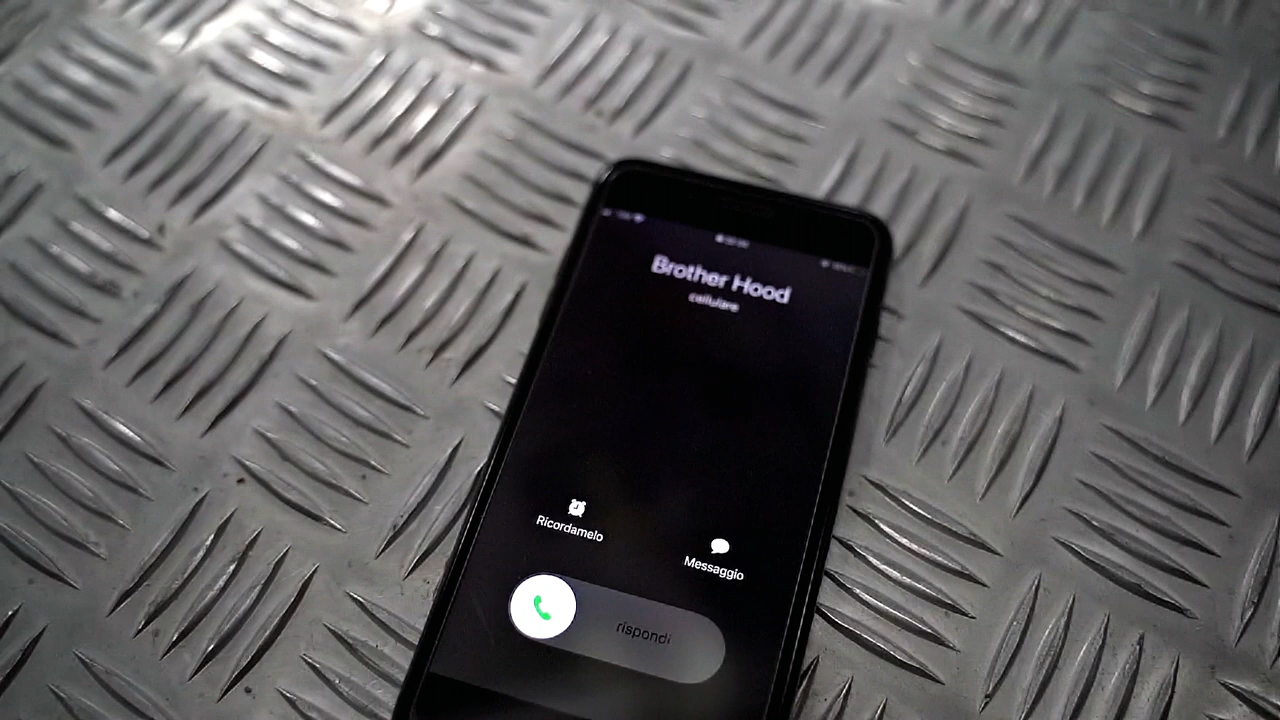 Brother Hood
cellulare
Ricordamelo
Messaggio
rispondi